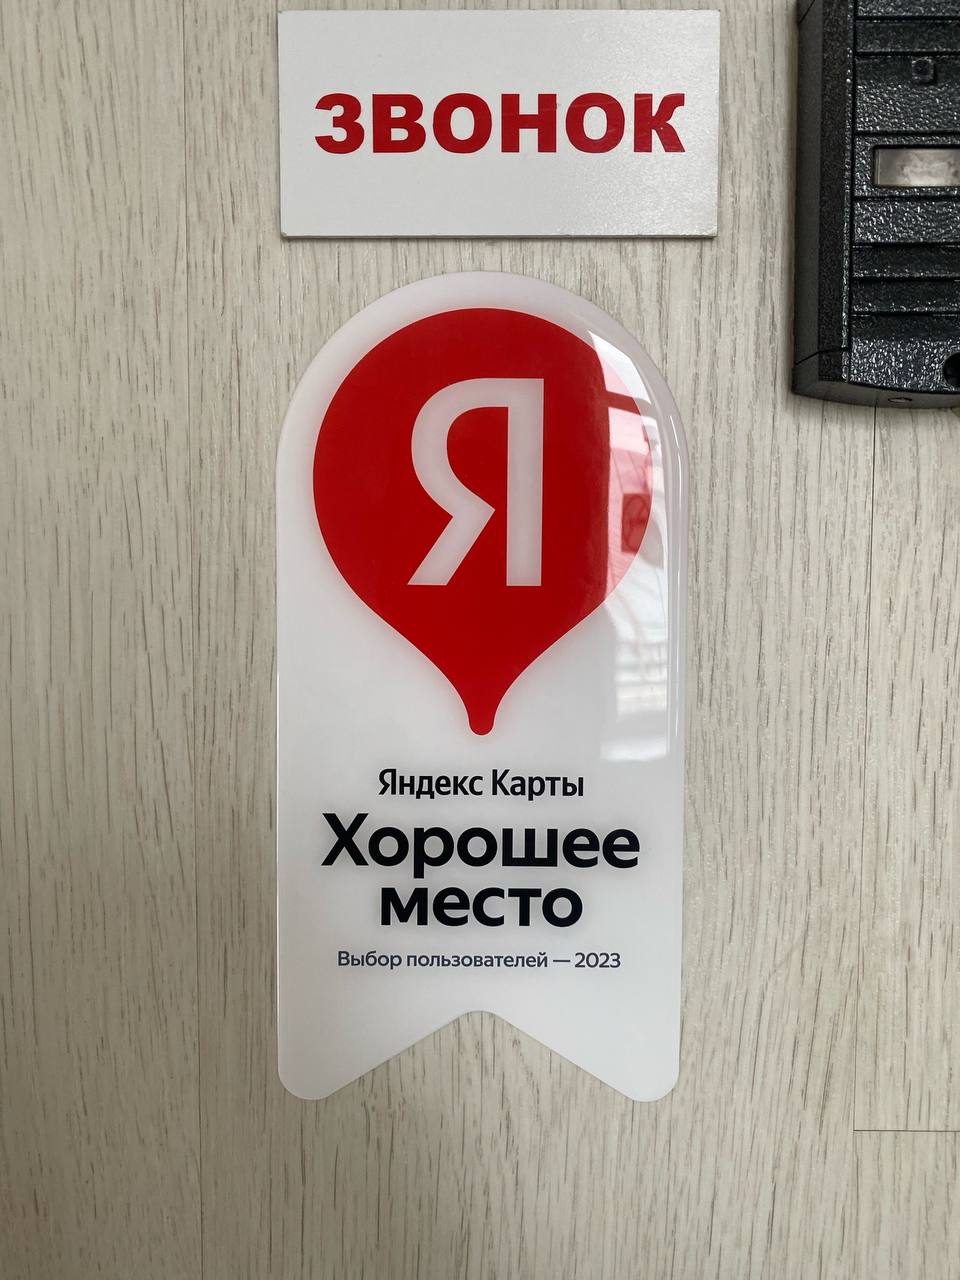 ЗВОНОК
Я
Яндекс Карты
Хорошее
место
Выбор пользователей — 2023